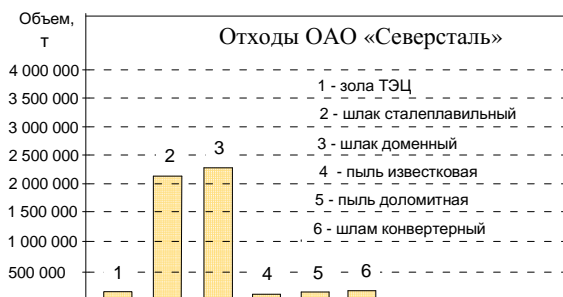 Объем,
т
Отходы ОАО «Северсталь»
4 000 000
3 500 000
3 000 000
2 500 000
2 000 000
1 500 000
1 000 000
500 000
1 - зола ТЭЦ
2 - шлак сталеплавильный
3 - шлак доменный
4 - пыль известковая
5 - пыль доломитная
6 - шлам конвертерный
1
2
3
4
5
6